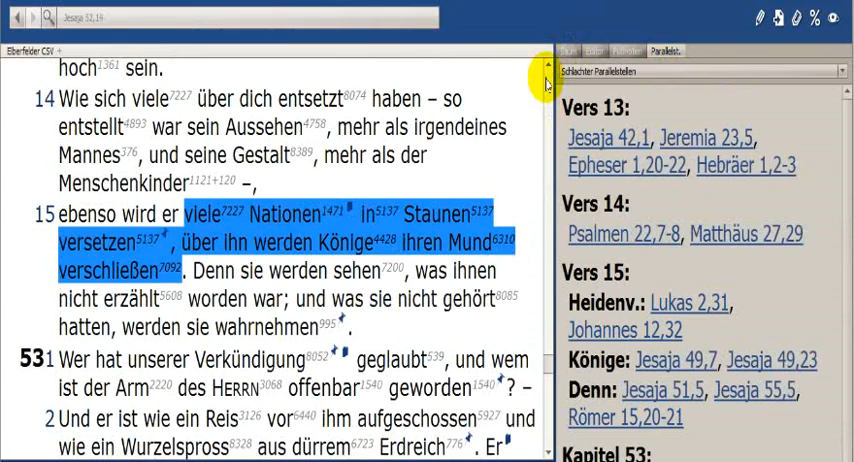 Jesaja 52,14
Elberfelder CSV +
Parallelst.
Schlachter Parallelstellen
hoch1361 sein.
14 Wie sich viele7227 über dich entsetzt8074 haben – so
entstellt4893 war sein Aussehen4758, mehr als irgendeines
Mannes376, und seine Gestalt8389, mehr als der
Menschenkinder1121+120 –,
15 ebenso wird er viele7227 Nationen1471 in5137 Staunen5137
versetzen5137, über ihn werden Könige4428 ihren Mund6310
verschließen7092. Denn sie werden sehen7200, was ihnen
nicht erzählt5608 worden war; und was sie nicht gehört8085
hatten, werden sie wahrnehmen995.
531 Wer hat unserer Verkündigung8052 geglaubt539, und wem
ist der Arm2220 des HERRN3068 offenbar1540 geworden1540? –
2 Und er ist wie ein Reis3126 vor6440 ihm aufgeschossen5927 und
wie ein Wurzelspross8328 aus dürrem6723 Erdreich776. Er
Vers 13:
Jesaja 42,1, Jeremia 23,5,
Epheser 1,20-22, Hebräer 1,2-3
Vers 14:
Psalmen 22,7-8, Matthäus 27,29
Vers 15:
Heidenv.: Lukas 2,31,
Johannes 12,32
Könige: Jesaja 49,7, Jesaja 49,23
Denn: Jesaja 51,5, Jesaja 55,5,
Römer 15,20-21
Kapitel 53: